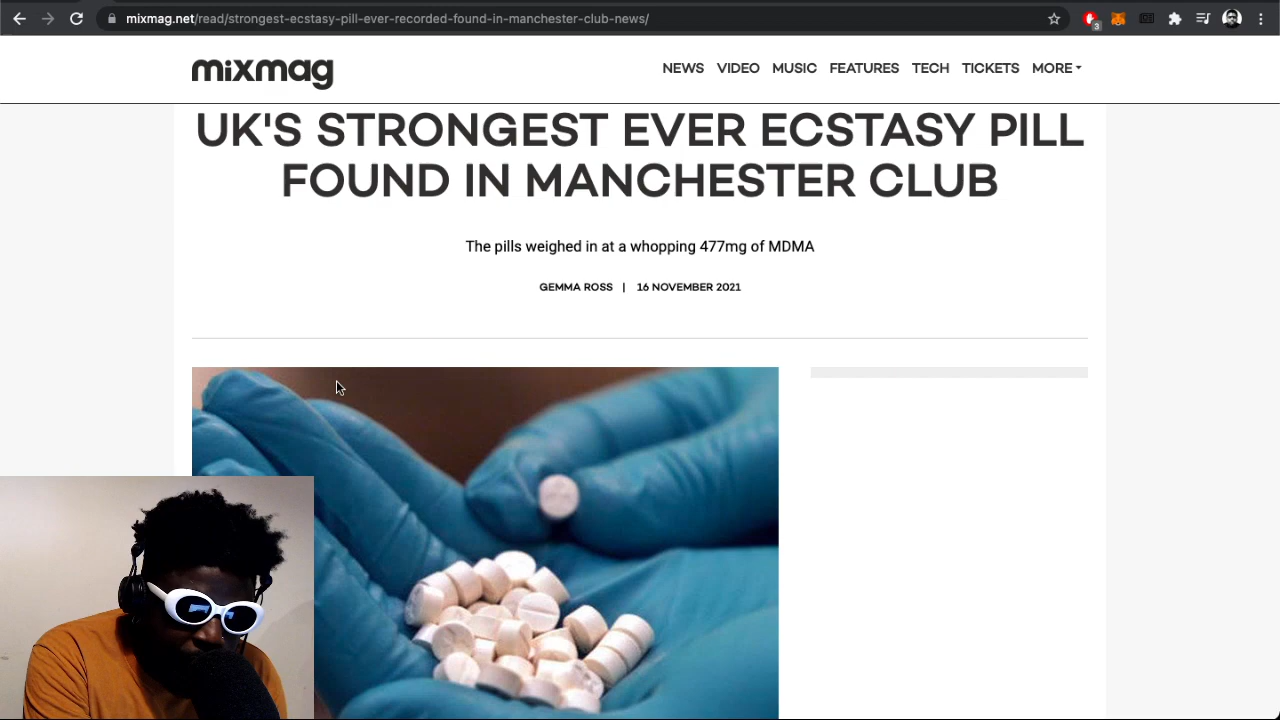 mixmag.net/read/strongest-ecstasy-pill-ever-recorded-found-in-manchester-club-news/
3
mixmag
NEWS VIDEO MUSIC FEATURES TECH TICKETS MORE
UK'S STRONGEST EVER ECSTASY PILL
FOUND IN MANCHESTER CLUB
The pills weighed in at a whopping 477mg of MDMA
GEMMA ROSS | 16 NOVEMBER 2021